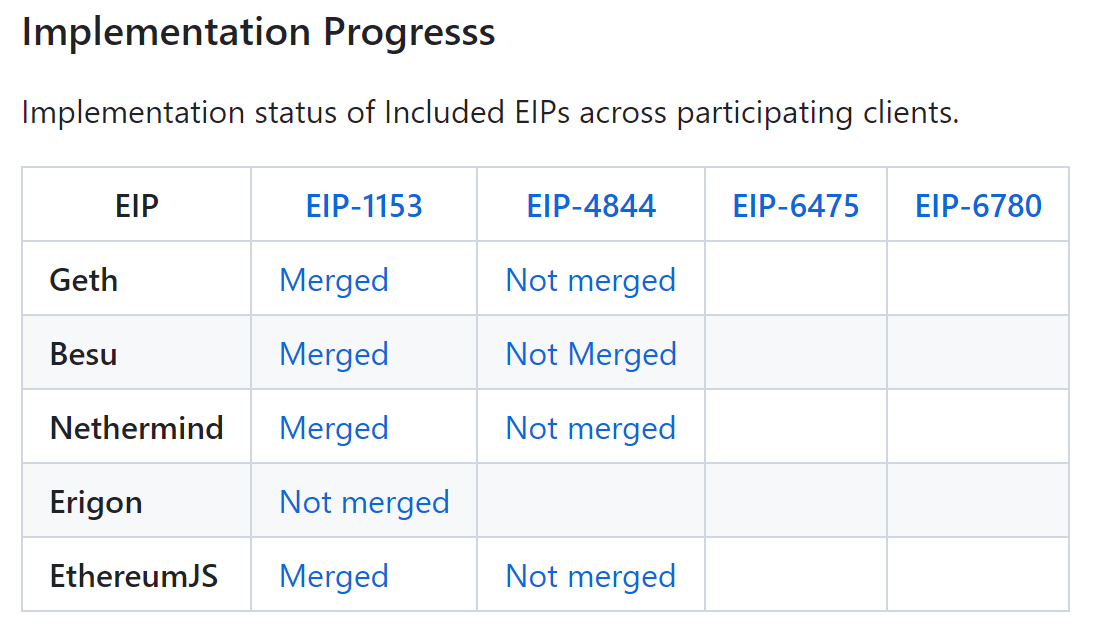 Implementation Progresss
Implementation status of Included EIPs across participating clients.
EIP EIP-1153 EIP-4844 EIP-6475 EIP-6780
Geth Merged Not merged
Besu Merged Not Merged
Nethermind Merged Not merged
Erigon Not merged
EthereumJS Merged Not merged